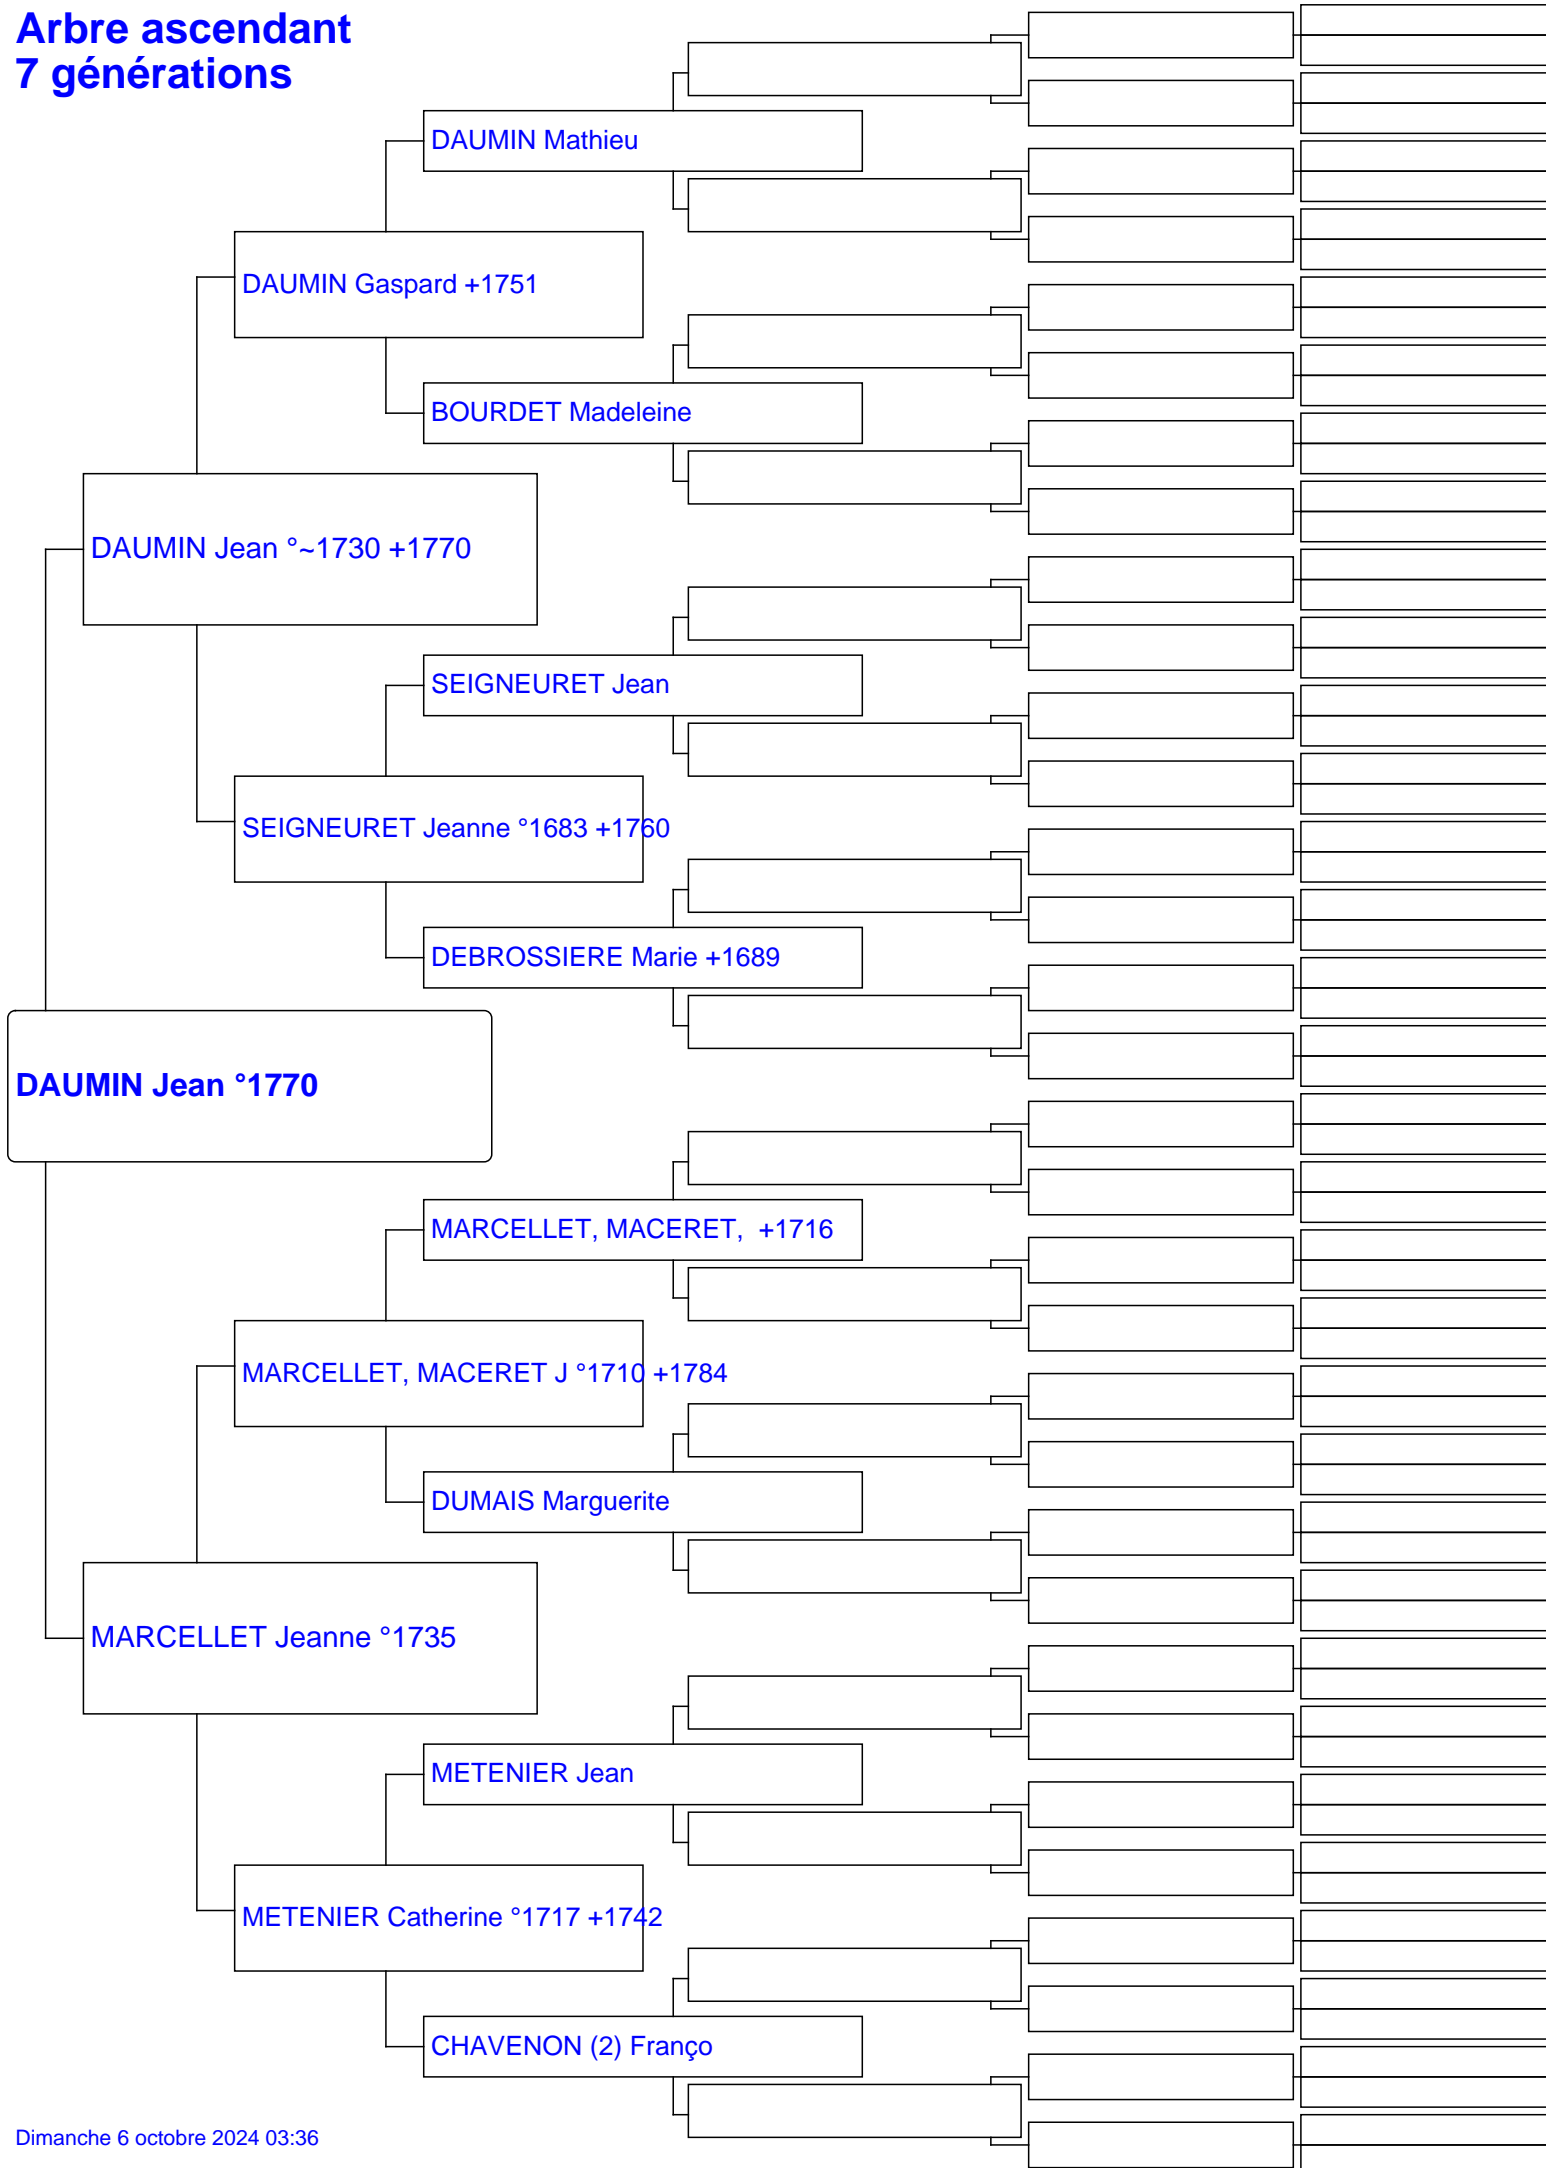 Arbre ascendant
7 générations
DAUMIN Mathieu
DAUMIN Gaspard +1751
BOURDET Madeleine
DAUMIN Jean °~1730 +1770
SEIGNEURET Jean
SEIGNEURET Jeanne °1683 +1760
DEBROSSIERE Marie +1689
DAUMIN Jean °1770
MARCELLET, MACERET,  +1716
MARCELLET, MACERET J °1710 +1784
DUMAIS Marguerite
MARCELLET Jeanne °1735
METENIER Jean
METENIER Catherine °1717 +1742
CHAVENON (2) Franço
Dimanche 6 octobre 2024 03:36